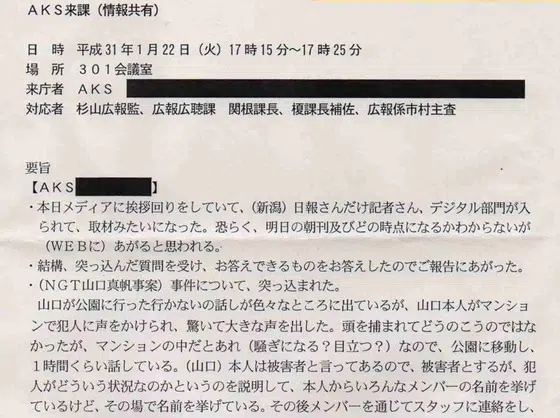 AKS来課(情報共有)
日 時 平成31年1月22日(火)17時15分~17時25分
場 所 301会議室
来庁者 AKS
対応者 杉山広報監、広報広聴課 関根課長、榎課長補佐、広報係市村主査
要旨
【AKS 】
・本日メディアに挨拶回りをしていて、(新潟)日報さんだけ記者さん、デジタル部門が入
られて、取材みたいになった。恐らく、明日の朝刊及びどの時点になるかわからないが
(WEBに)あがると思われる。
・結構、突っ込んだ質問を受け、お答えできるものをお答えしたのでご報告にあがった。
・(NGT山口真帆事案)事件について、突っ込まれた。
山口が公園に行った行かないの話しが色々なところに出ているが、山口本人がマンショ
ンで犯人に声をかけられ、驚いて大きな声を出した。頭を捕まれてどうのこうのではな
かったが、マンションの中だとあれ(騒ぎになる?目立つ?)なので、公園に移動し、
1時間くらい話している。(山口)本人は被害者と言ってあるので、被害者とするが、犯
人がどういう状況なのかというのを説明して、本人からいろんなメンバーの名前を挙げ
ているけど、その場で名前を挙げている。その後メンバーを通じてスタッフに連絡をし、